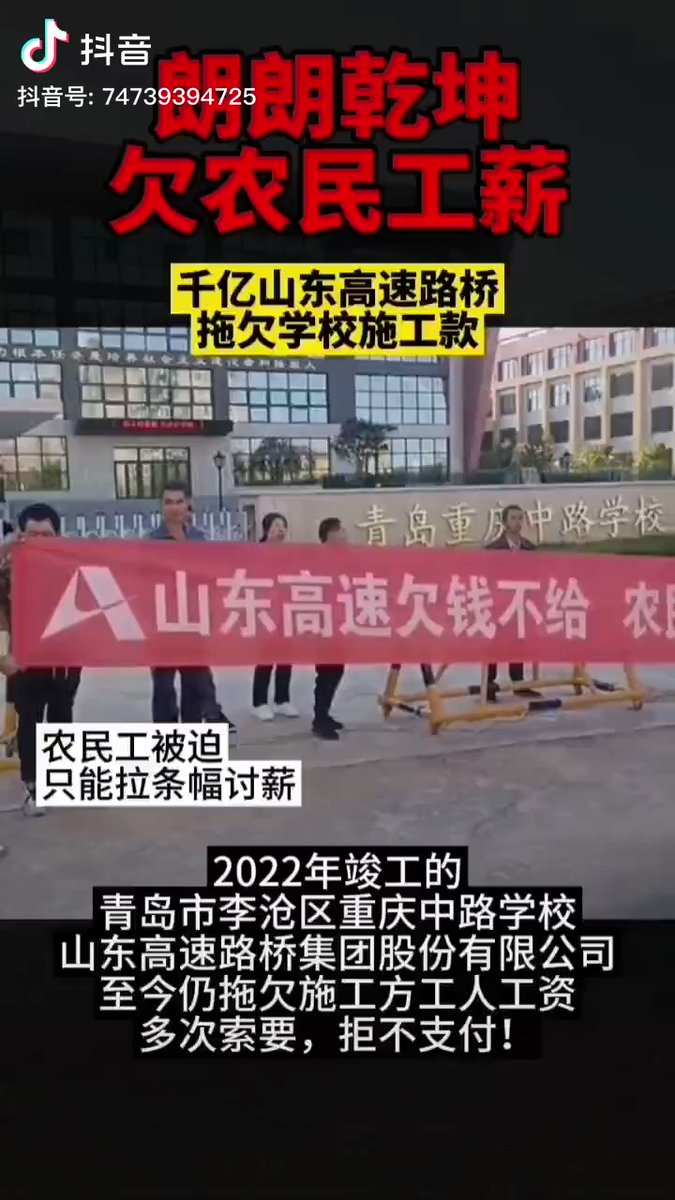 抖音
抖音号: 74739394725
朗朗乾坤
欠农民工薪
千亿山东高速路桥
拖欠学校施工款
青岛重庆中路学校
山东高速欠钱不给 农民
农民工被迫
只能拉条幅讨薪
2022年竣工的
青岛市李沧区重庆中路学校
山东高速路桥集团股份有限公司
至今仍拖欠施工方工人工资
多次索要，拒不支付！